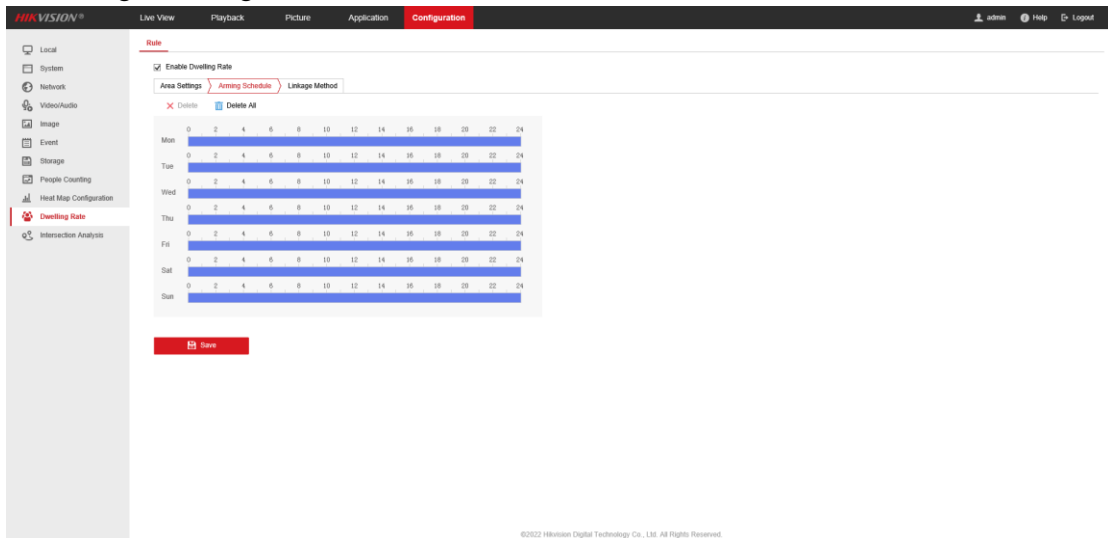 HIKVISION®
Live View Playback Picture Application Configuration
admin Help Logout
Local
System
Network
Video/Audio
Image
Event
Storage
People Counting
Heat Map Configuration
Dwelling Rate
Intersection Analysis
Rule
Enable Dwelling Rate
Area Settings Arming Schedule Linkage Method
Delete Delete All
0 2 4 6 8 10 12 14 16 18 20 22 24
Mon
0 2 4 6 8 10 12 14 16 18 20 22 24
Tue
0 2 4 6 8 10 12 14 16 18 20 22 24
Wed
0 2 4 6 8 10 12 14 16 18 20 22 24
Thu
0 2 4 6 8 10 12 14 16 18 20 22 24
Fri
0 2 4 6 8 10 12 14 16 18 20 22 24
Sat
0 2 4 6 8 10 12 14 16 18 20 22 24
Sun
Save
©2022 Hikvision Digital Technology Co., Ltd. All Rights Reserved.